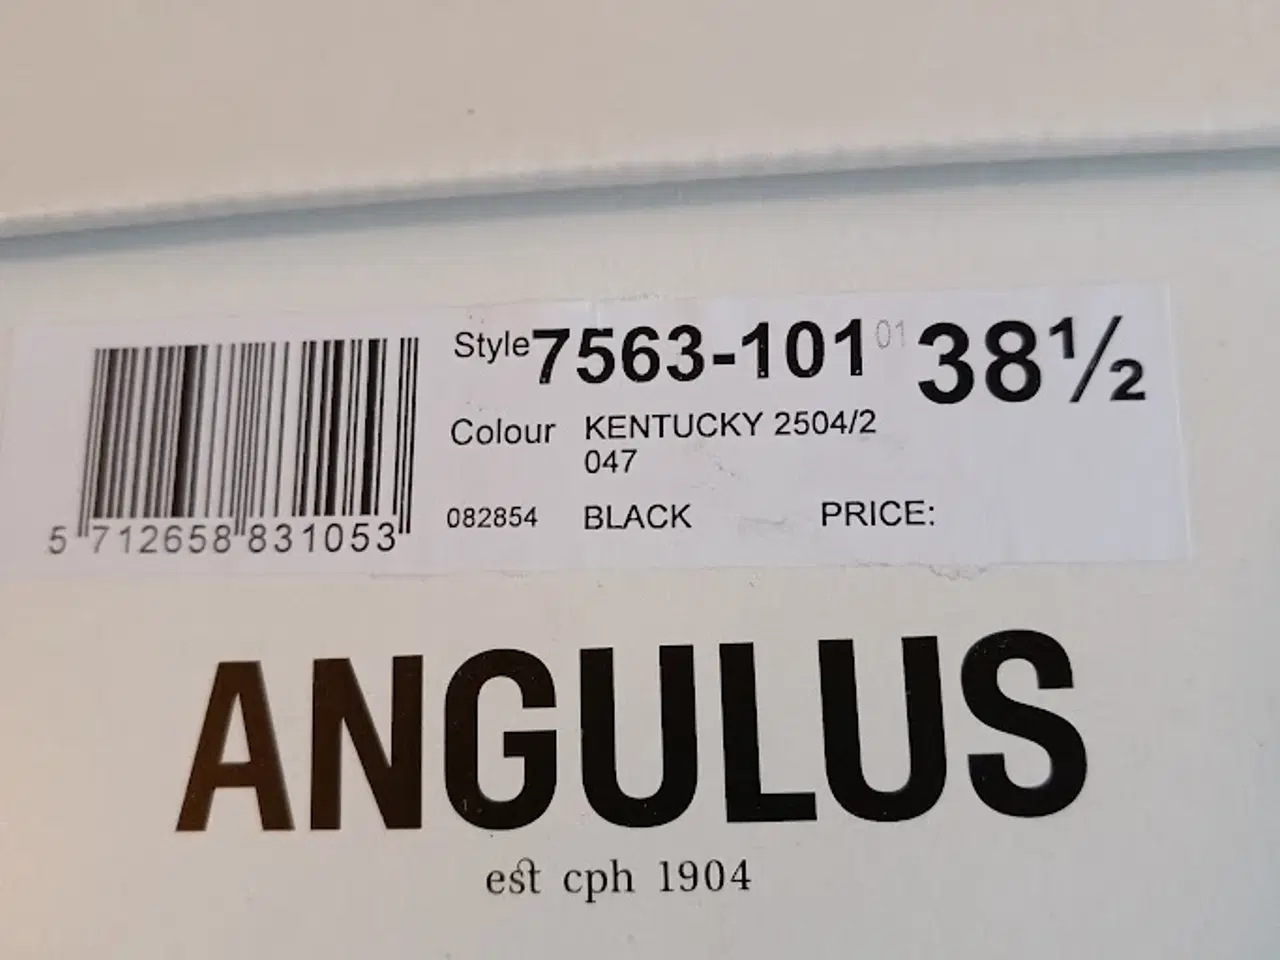 Style 7563-101 01 38½
Colour KENTUCKY 2504/2
047
082854 BLACK PRICE:
5 712658 831053
ANGULUS
est cph 1904